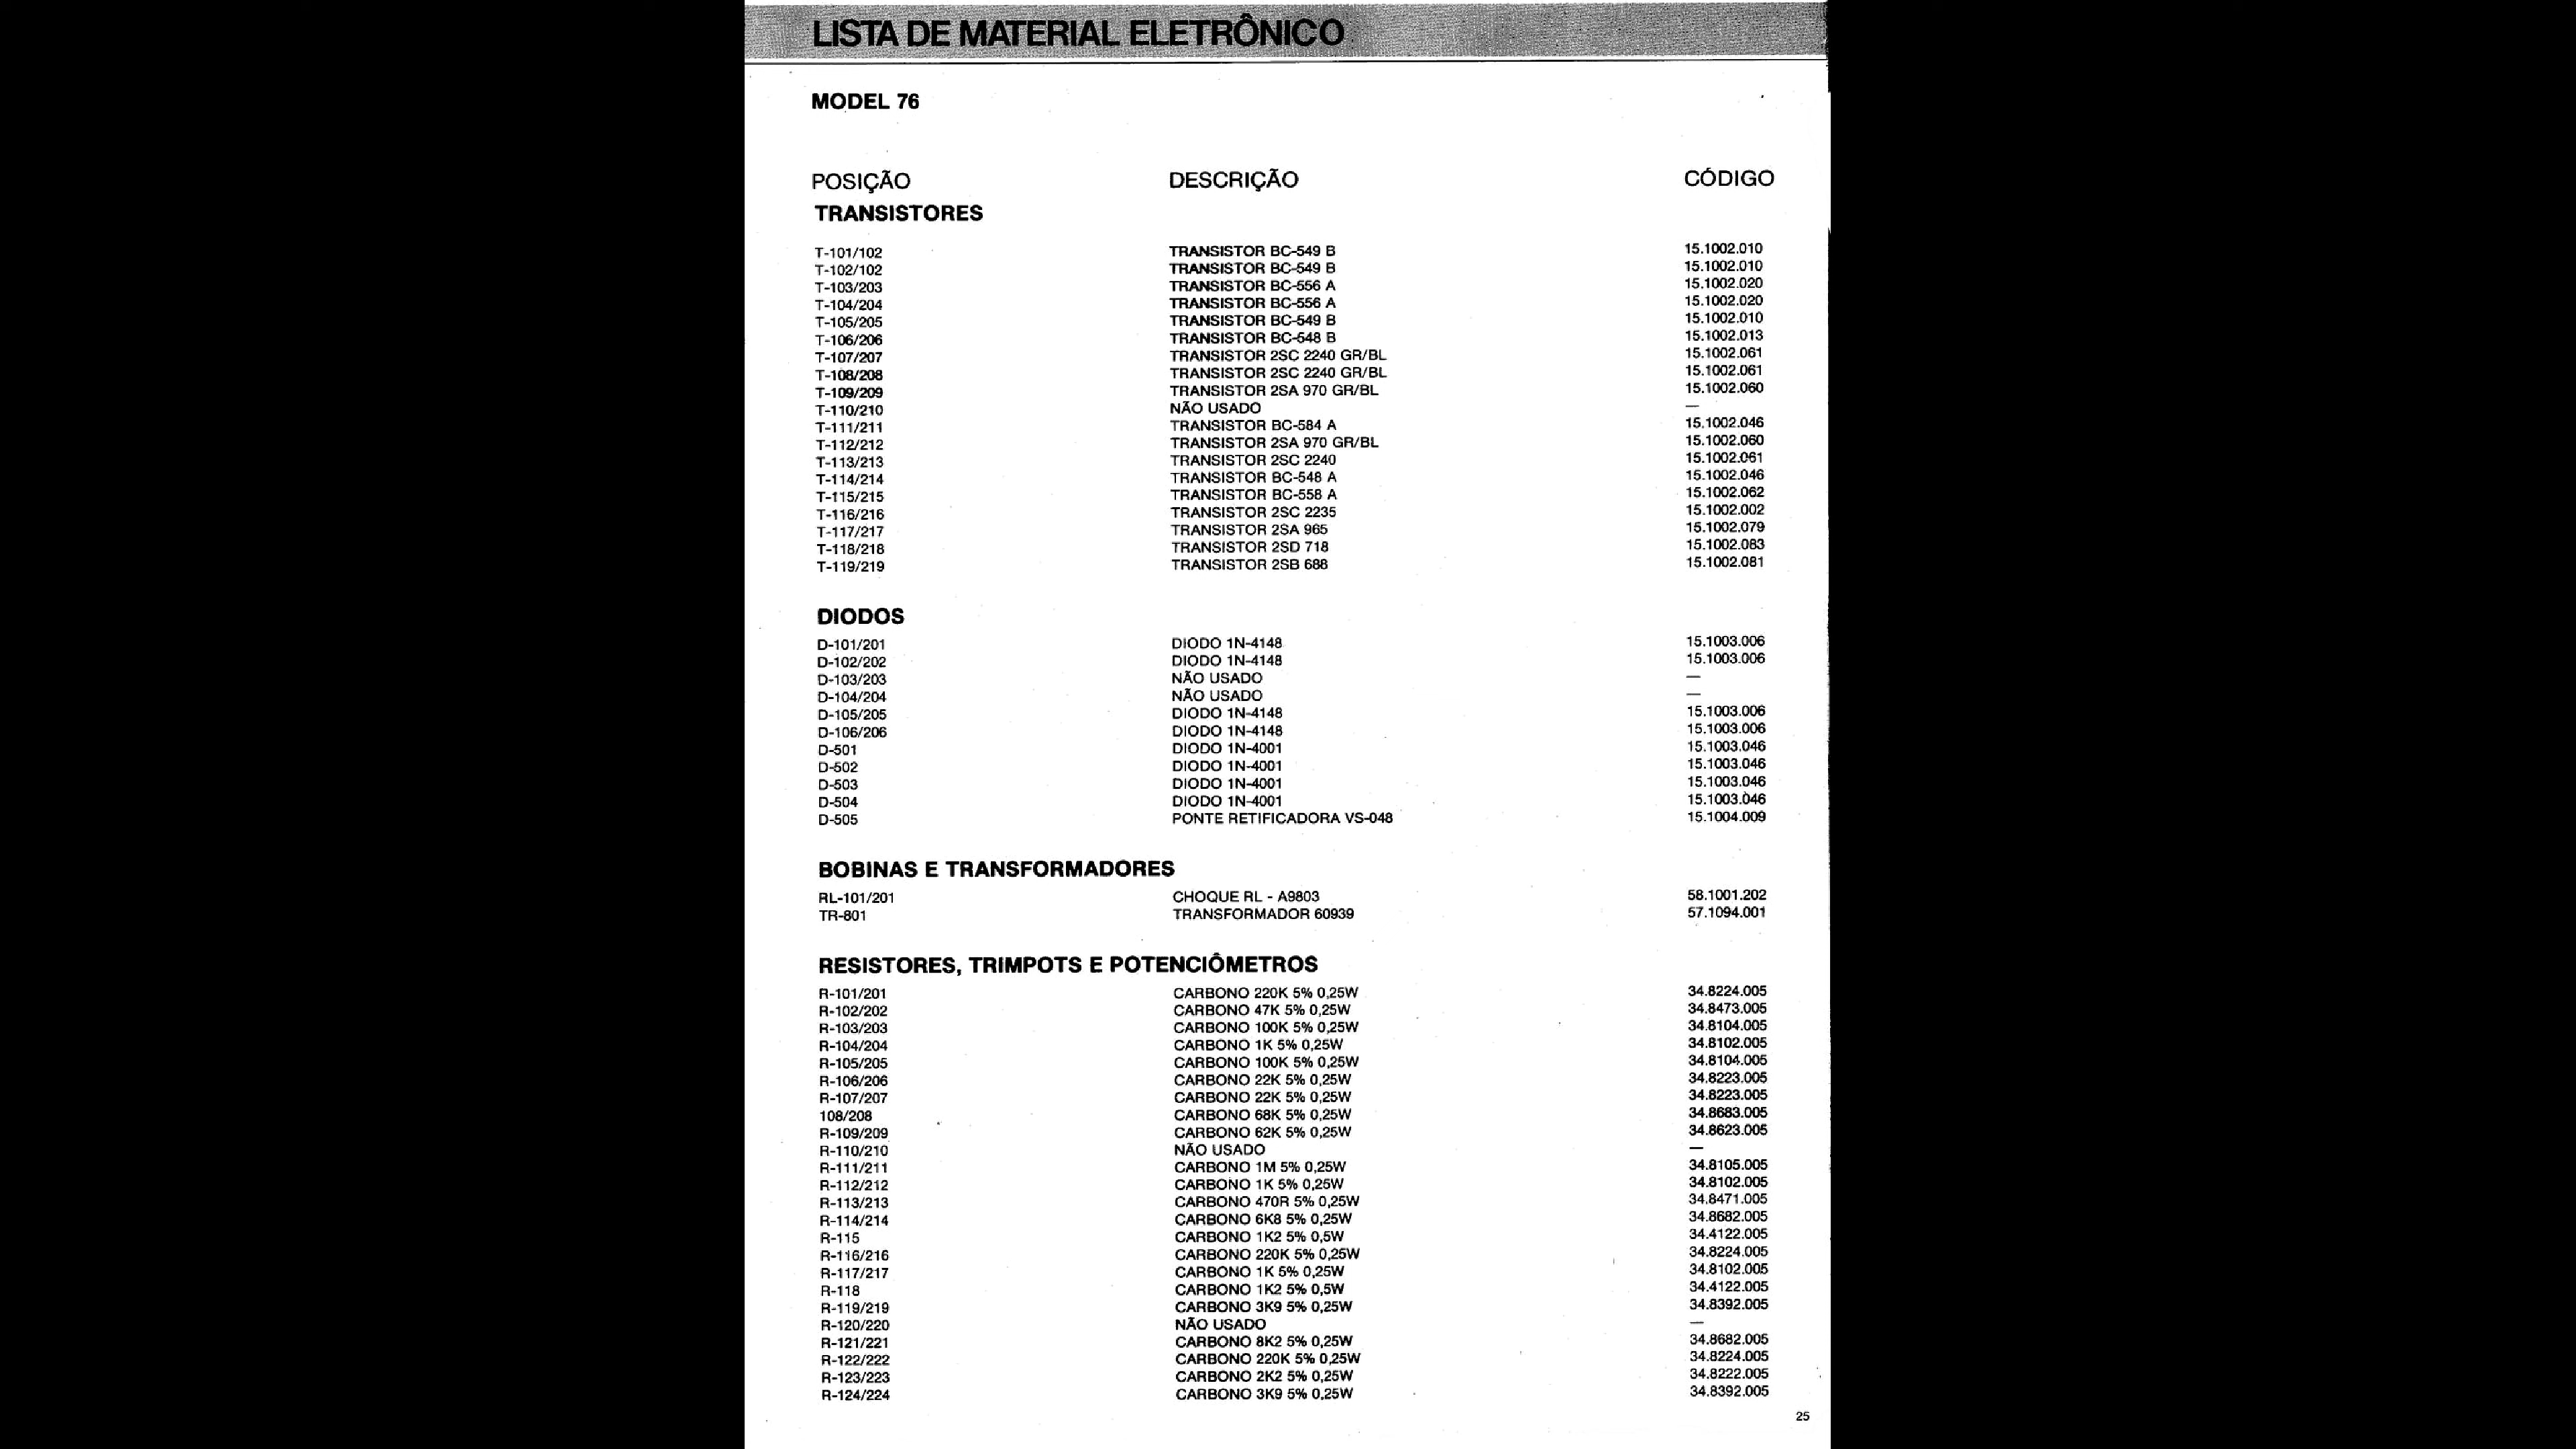 LISTA DE MATERIAL ELETRÔNICO
MODEL 76
POSIÇÃO DESCRIÇÃO CÓDIGO
TRANSISTORES
T-101/102 TRANSISTOR BC-549 B 15.1002.010
T-102/102 TRANSISTOR BC-549 B 15.1002.010
T-103/203 TRANSISTOR BC-556 A 15.1002.020
T-104/204 TRANSISTOR BC-556 A 15.1002.020
T-105/205 TRANSISTOR BC-549 B 15.1002.010
T-106/206 TRANSISTOR BC-548 B 15.1002.013
T-107/207 TRANSISTOR 2SC 2240 GR/BL 15.1002.061
T-108/208 TRANSISTOR 2SC 2240 GR/BL 15.1002.061
T-109/209 TRANSISTOR 2SA 970 GR/BL 15.1002.060
T-110/210 NÃO USADO —
T-111/211 TRANSISTOR BC-584 A 15.1002.046
T-112/212 TRANSISTOR 2SA 970 GR/BL 15.1002.060
T-113/213 TRANSISTOR 2SC 2240 15.1002.061
T-114/214 TRANSISTOR BC-548 A 15.1002.046
T-115/215 TRANSISTOR BC-558 A 15.1002.062
T-116/216 TRANSISTOR 2SC 2235 15.1002.002
T-117/217 TRANSISTOR 2SA 965 15.1002.079
T-118/218 TRANSISTOR 2SD 718 15.1002.083
T-119/219 TRANSISTOR 2SB 688 15.1002.081
DIODOS
D-101/201 DIODO 1N-4148 15.1003.006
D-102/202 DIODO 1N-4148 15.1003.006
D-103/203 NÃO USADO —
D-104/204 NÃO USADO —
D-105/205 DIODO 1N-4148 15.1003.006
D-106/206 DIODO 1N-4148 15.1003.006
D-501 DIODO 1N-4001 15.1003.046
D-502 DIODO 1N-4001 15.1003.046
D-503 DIODO 1N-4001 15.1003.046
D-504 DIODO 1N-4001 15.1003.046
D-505 PONTE RETIFICADORA VS-048 15.1004.009
BOBINAS E TRANSFORMADORES
RL-101/201 CHOQUE RL - A9803 58.1001.202
TR-801 TRANSFORMADOR 60939 57.1094.001
RESISTORES, TRIMPOTS E POTENCIÔMETROS
R-101/201 CARBONO 220K 5% 0,25W 34.8224.005
R-102/202 CARBONO 47K 5% 0,25W 34.8473.005
R-103/203 CARBONO 100K 5% 0,25W 34.8104.005
R-104/204 CARBONO 1K 5% 0,25W 34.8102.005
R-105/205 CARBONO 100K 5% 0,25W 34.8104.005
R-106/206 CARBONO 22K 5% 0,25W 34.8223.005
R-107/207 CARBONO 22K 5% 0,25W 34.8223.005
108/208 CARBONO 68K 5% 0,25W 34.8683.005
R-109/209 CARBONO 62K 5% 0,25W 34.8623.005
R-110/210 NÃO USADO —
R-111/211 CARBONO 1M 5% 0,25W 34.8105.005
R-112/212 CARBONO 1K 5% 0,25W 34.8102.005
R-113/213 CARBONO 470R 5% 0,25W 34.8471.005
R-114/214 CARBONO 6K8 5% 0,25W 34.8682.005
R-115 CARBONO 1K2 5% 0,5W 34.4122.005
R-116/216 CARBONO 220K 5% 0,25W 34.8224.005
R-117/217 CARBONO 1K 5% 0,25W 34.8102.005
R-118 CARBONO 1K2 5% 0,5W 34.4122.005
R-119/219 CARBONO 3K9 5% 0,25W 34.8392.005
R-120/220 NÃO USADO —
R-121/221 CARBONO 8K2 5% 0,25W 34.8682.005
R-122/222 CARBONO 220K 5% 0,25W 34.8224.005
R-123/223 CARBONO 2K2 5% 0,25W 34.8222.005
R-124/224 CARBONO 3K9 5% 0,25W 34.8392.005
25